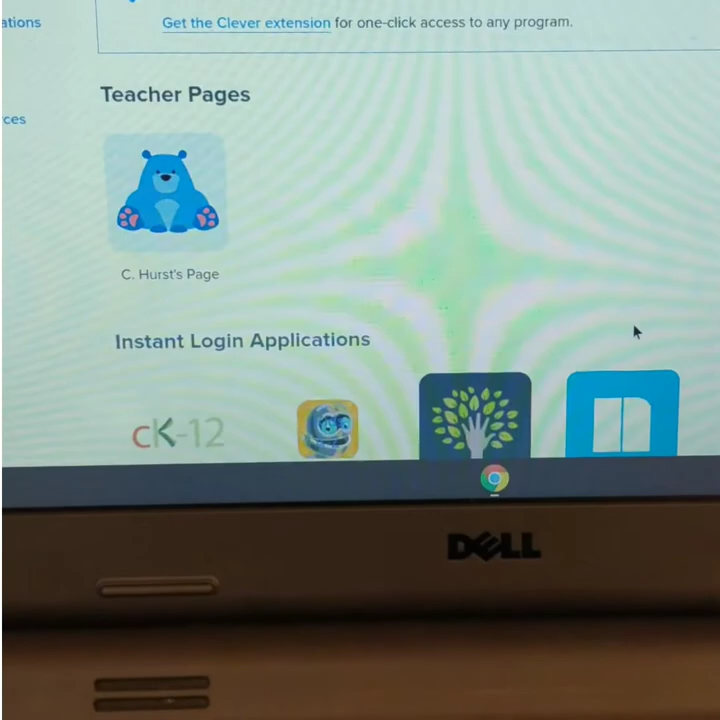 ations
Get the Clever extension for one-click access to any program.
rces
Teacher Pages
C. Hurst's Page
Instant Login Applications
cK-12
DELL